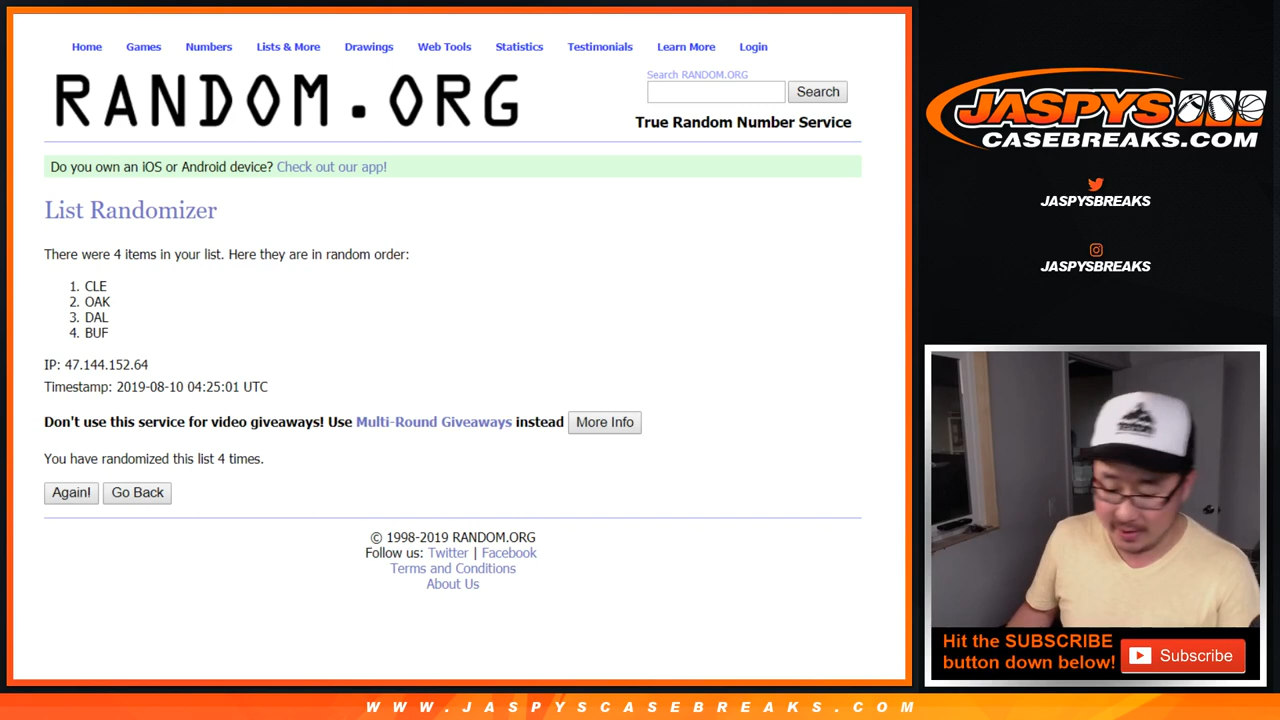 Home Games Numbers Lists & More Drawings Web Tools Statistics Testimonials Learn More Login
RANDOM.ORG
Search RANDOM.ORG
Search
True Random Number Service
Do you own an iOS or Android device? Check out our app!
List Randomizer
There were 4 items in your list. Here they are in random order:
1. CLE
2. OAK
3. DAL
4. BUF
IP: 47.144.152.64
Timestamp: 2019-08-10 04:25:01 UTC
Don't use this service for video giveaways! Use Multi-Round Giveaways instead More Info
You have randomized this list 4 times.
Again! Go Back
© 1998-2019 RANDOM.ORG
Follow us: Twitter | Facebook
Terms and Conditions
About Us
JASPYS
CASEBREAKS.COM
JASPYSBREAKS
JASPYSBREAKS
Hit the SUBSCRIBE
button down below!
Subscribe
WWW.JASPYSCASEBREAKS.COM